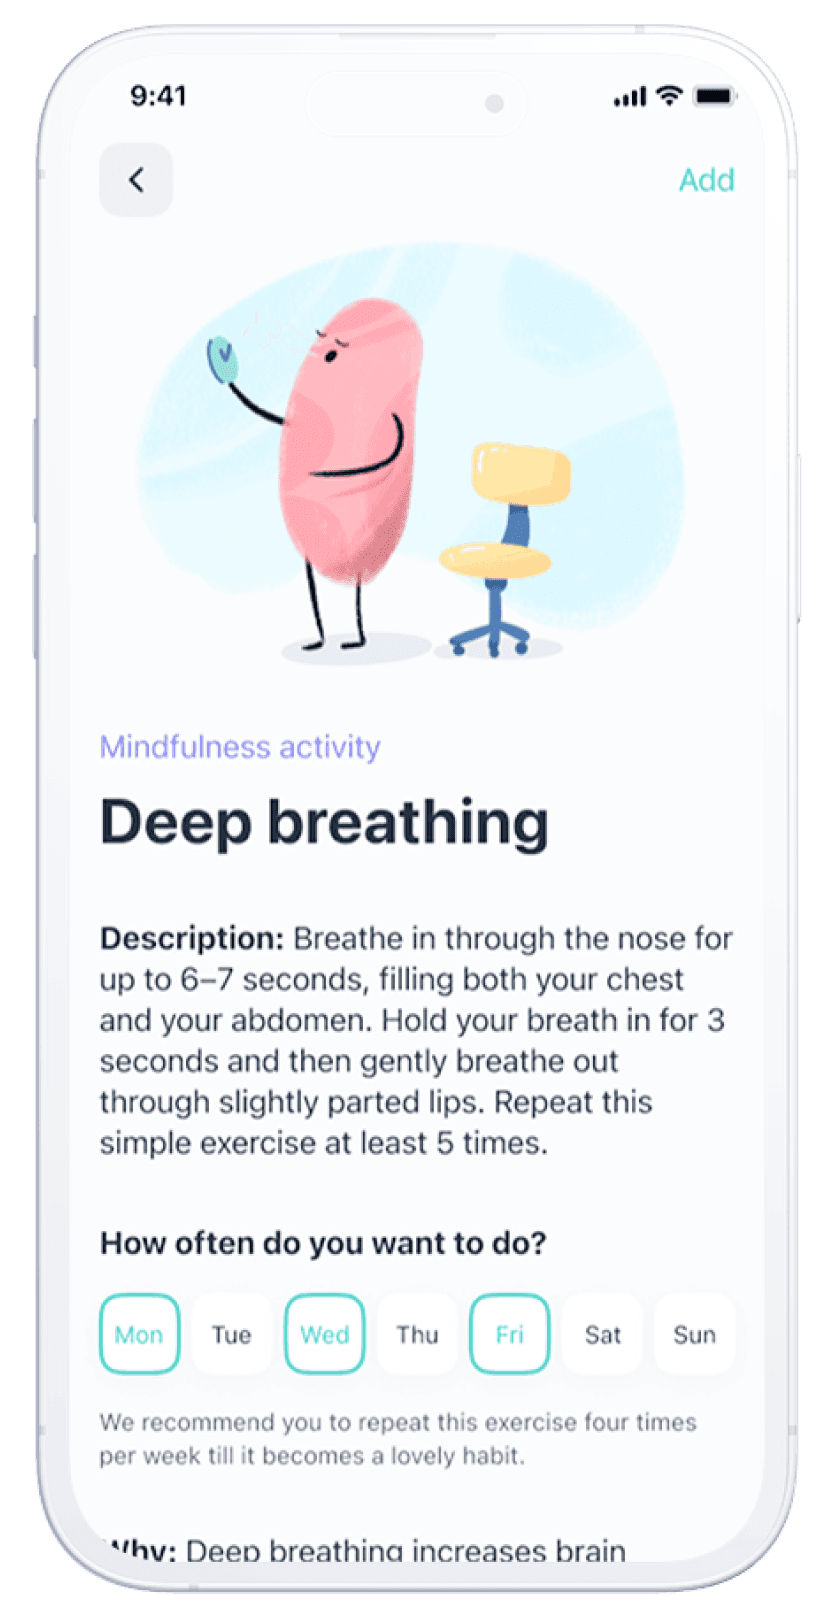 9:41
Add
Mindfulness activity
Deep breathing
Description: Breathe in through the nose for
up to 6–7 seconds, filling both your chest
and your abdomen. Hold your breath in for 3
seconds and then gently breathe out
through slightly parted lips. Repeat this
simple exercise at least 5 times.
How often do you want to do?
Mon Tue Wed Thu Fri Sat Sun
We recommend you to repeat this exercise four times
per week till it becomes a lovely habit.
Why: Deep breathing increases brain